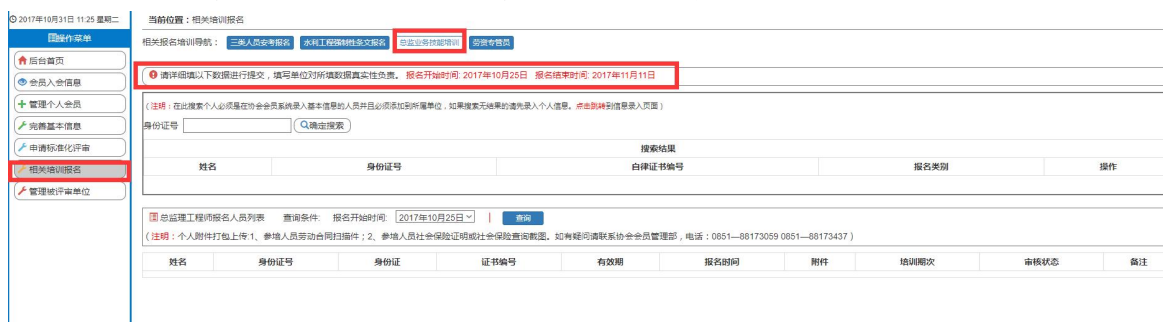 2017年10月31日 11:25 星期二
当前位置：相关培训报名
操作菜单
后台首页
会员入会信息
管理个人会员
完善基本信息
申请标准化评审
相关培训报名
管理被评审单位
相关报名培训导航： 三类人员安考报名 水利工程强制性条文报名 总监业务技能培训 劳资专管员
请详细填以下数据进行提交，填写单位对所填数据真实性负责。 报名开始时间: 2017年10月25日 报名结束时间: 2017年11月11日
（注明：在此搜索个人必须是在协会会员系统录入基本信息的人员并且必须添加到所属单位，如果搜索无结果的请先录入个人信息。点击跳转到信息录入页面）
身份证号 确定搜索
搜索结果
姓名 身份证号 自律证书编号 报名类别 操作
总监理工程师报名人员列表 查询条件: 报名开始时间: 2017年10月25日 | 查询
（注明：个人附件打包上传:1、参培人员劳动合同扫描件；2、参培人员社会保险证明或社会保险查询截图。如有疑问请联系协会会员管理部，电话：0851—88173059 0851—88173437）
姓名 身份证号 身份证 证书编号 有效期 报名时间 附件 培训期次 审核状态 备注